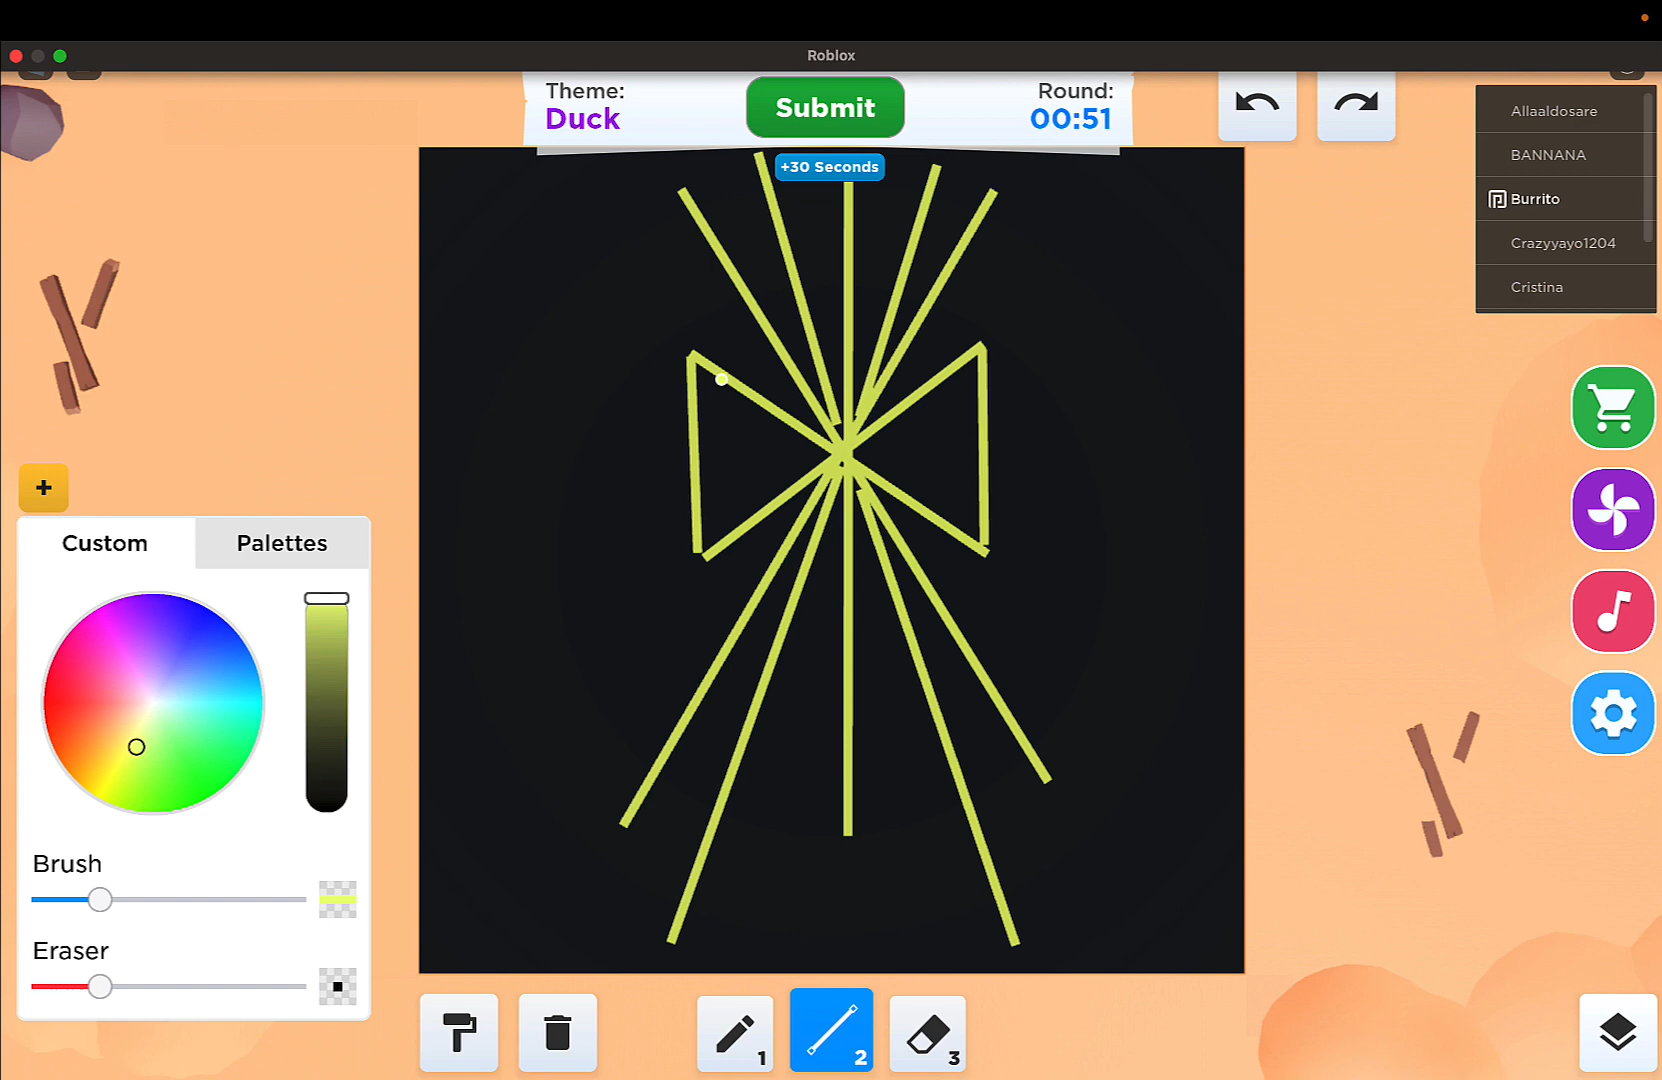 Roblox
Theme:
Duck
Submit
Round:
00:51
+30 Seconds
Allaaldosare
BANNANA
Burrito
Crazyyayo1204
Cristina
+
Custom
Palettes
Brush
Eraser
1
2
3